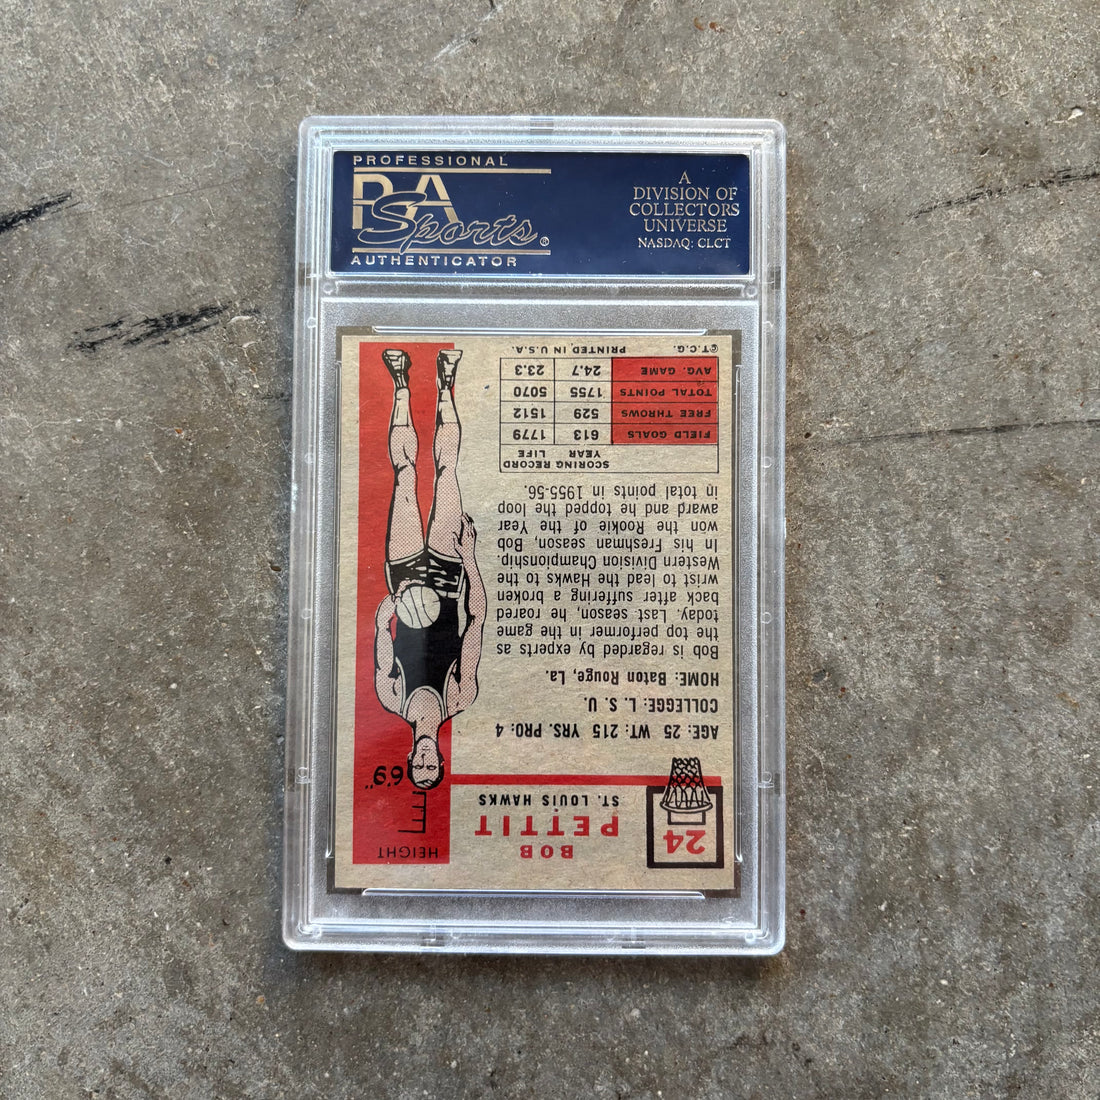 PROFESSIONAL
PSA
Sports®
AUTHENTICATOR
A
DIVISION OF
COLLECTORS
UNIVERSE
NASDAQ: CLCT
24
BOB
PETTIT
ST. LOUIS HAWKS
HEIGHT
6'9"
AGE: 25 WT: 215 YRS. PRO: 4
COLLEGGE: L. S. U.
HOME: Baton Rouge, La.
Bob is regarded by experts as
the top performer in the game
today. Last season, he roared
back after suffering a broken
wrist to lead the Hawks to the
Western Division Championship.
In his Freshman season, Bob,
won the Rookie of the Year
award and he topped the loop
in total points in 1955-56.
SCORING RECORD YEAR LIFE
FIELD GOALS 613 1779
FREE THROWS 529 1512
TOTAL POINTS 1755 5070
AVG. GAME 24.7 23.3
©T.C.G. PRINTED IN U.S.A.